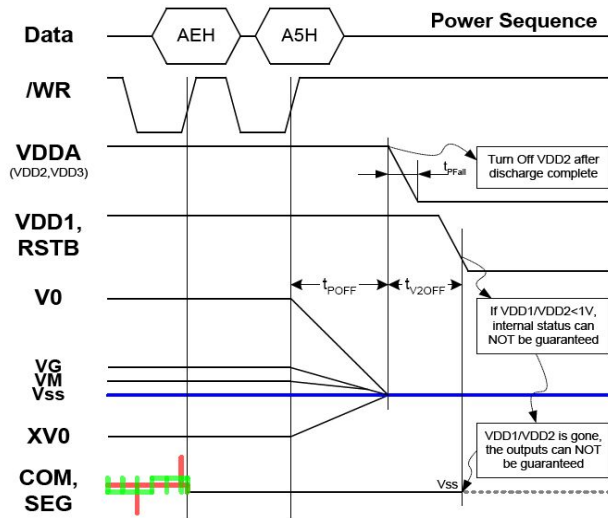 Power Sequence
Data
AEH
A5H
/WR
VDDA
(VDD2,VDD3)
tPFall
Turn Off VDD2 after
discharge complete
VDD1,
RSTB
tPOFF
tV2OFF
V0
If VDD1/VDD2<1V,
internal status can
NOT be guaranteed
VG
VM
Vss
XV0
VDD1/VDD2 is gone,
the outputs can NOT
be guaranteed
COM,
SEG
Vss